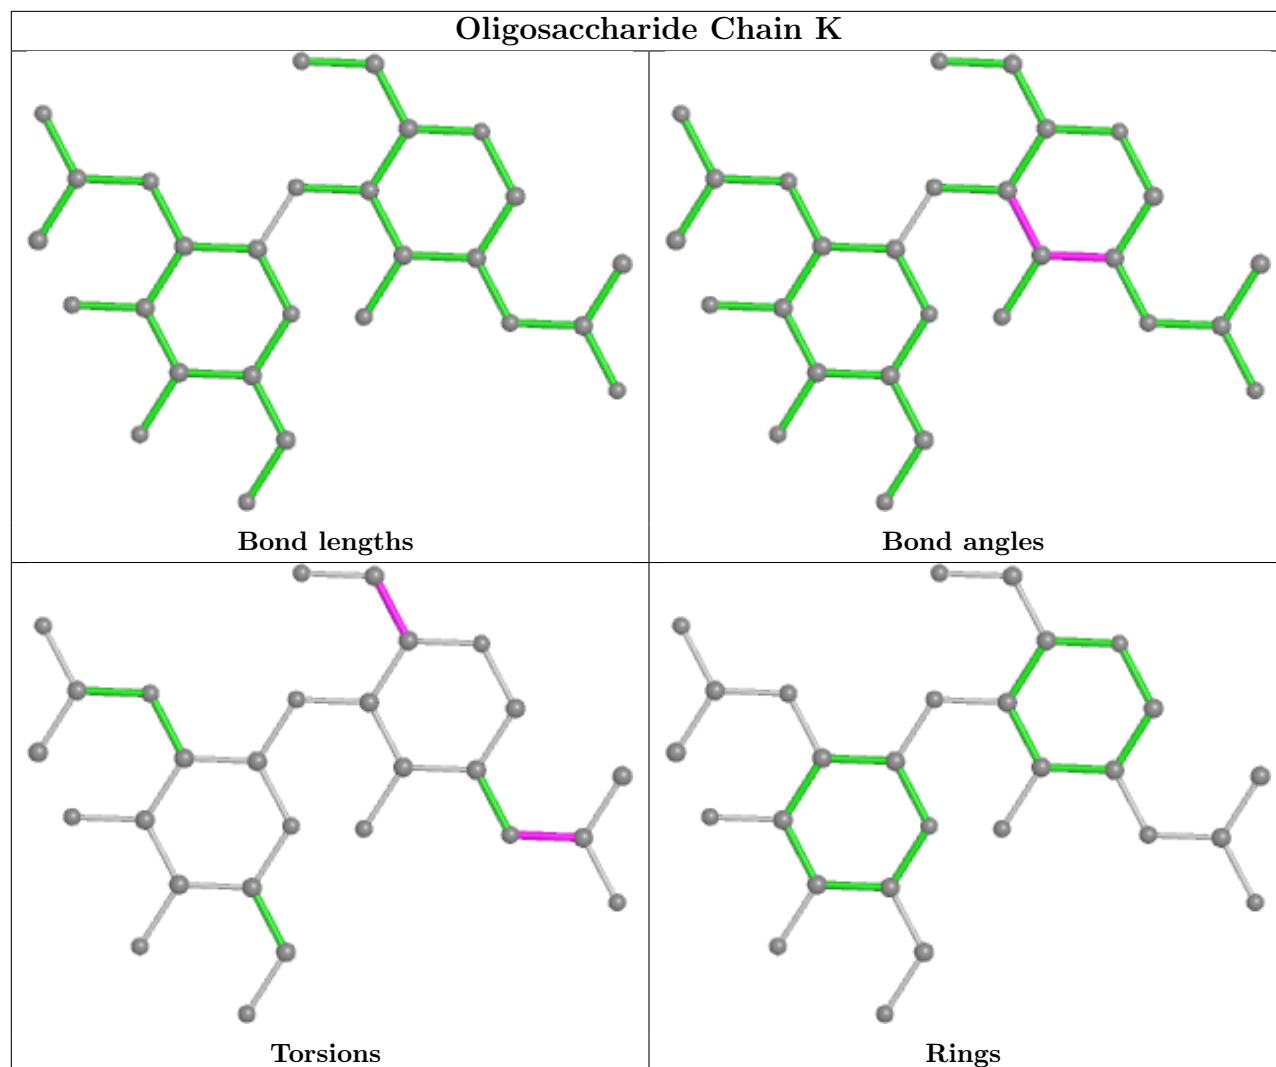 Oligosaccharide Chain K
Bond lengths
Bond angles
Torsions
Rings